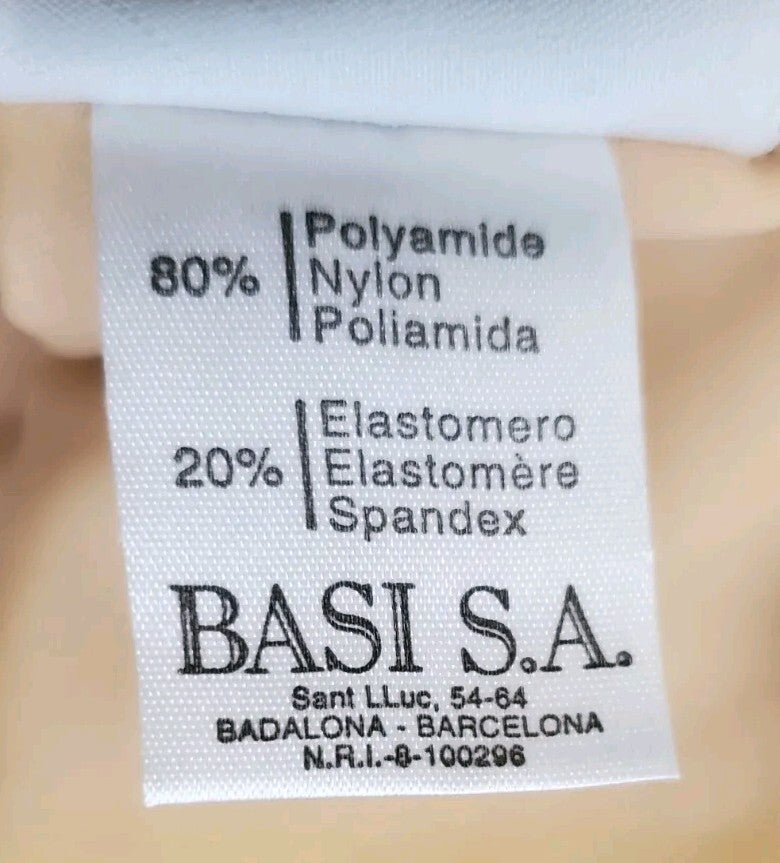 80%
Polyamide
Nylon
Poliamida
20%
Elastomero
Elastomère
Spandex
BASI S.A.
Sant LLuc, 54-64
BADALONA - BARCELONA
N.R.I.-8-100296